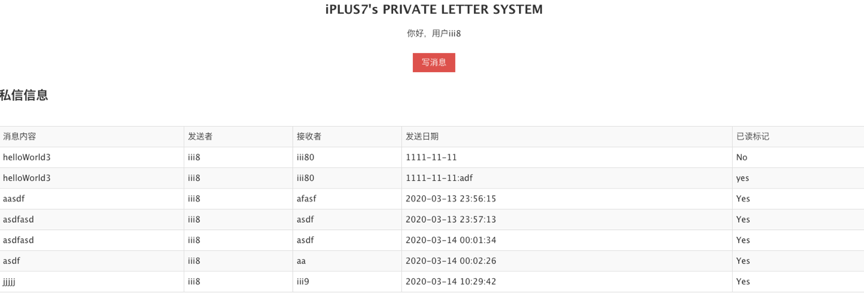 iPLUS7's PRIVATE LETTER SYSTEM
你好，用户iii8
写消息
私信信息
消息内容 发送者 接收者 发送日期 已读标记
helloWorld3 iii8 iii80 1111-11-11 No
helloWorld3 iii8 iii80 1111-11-11:adf yes
aasdf iii8 afasf 2020-03-13 23:56:15 Yes
asdfasd iii8 asdf 2020-03-13 23:57:13 Yes
asdfasd iii8 asdf 2020-03-14 00:01:34 Yes
asdf iii8 aa 2020-03-14 00:02:26 Yes
jjjjj iii8 iii9 2020-03-14 10:29:42 Yes